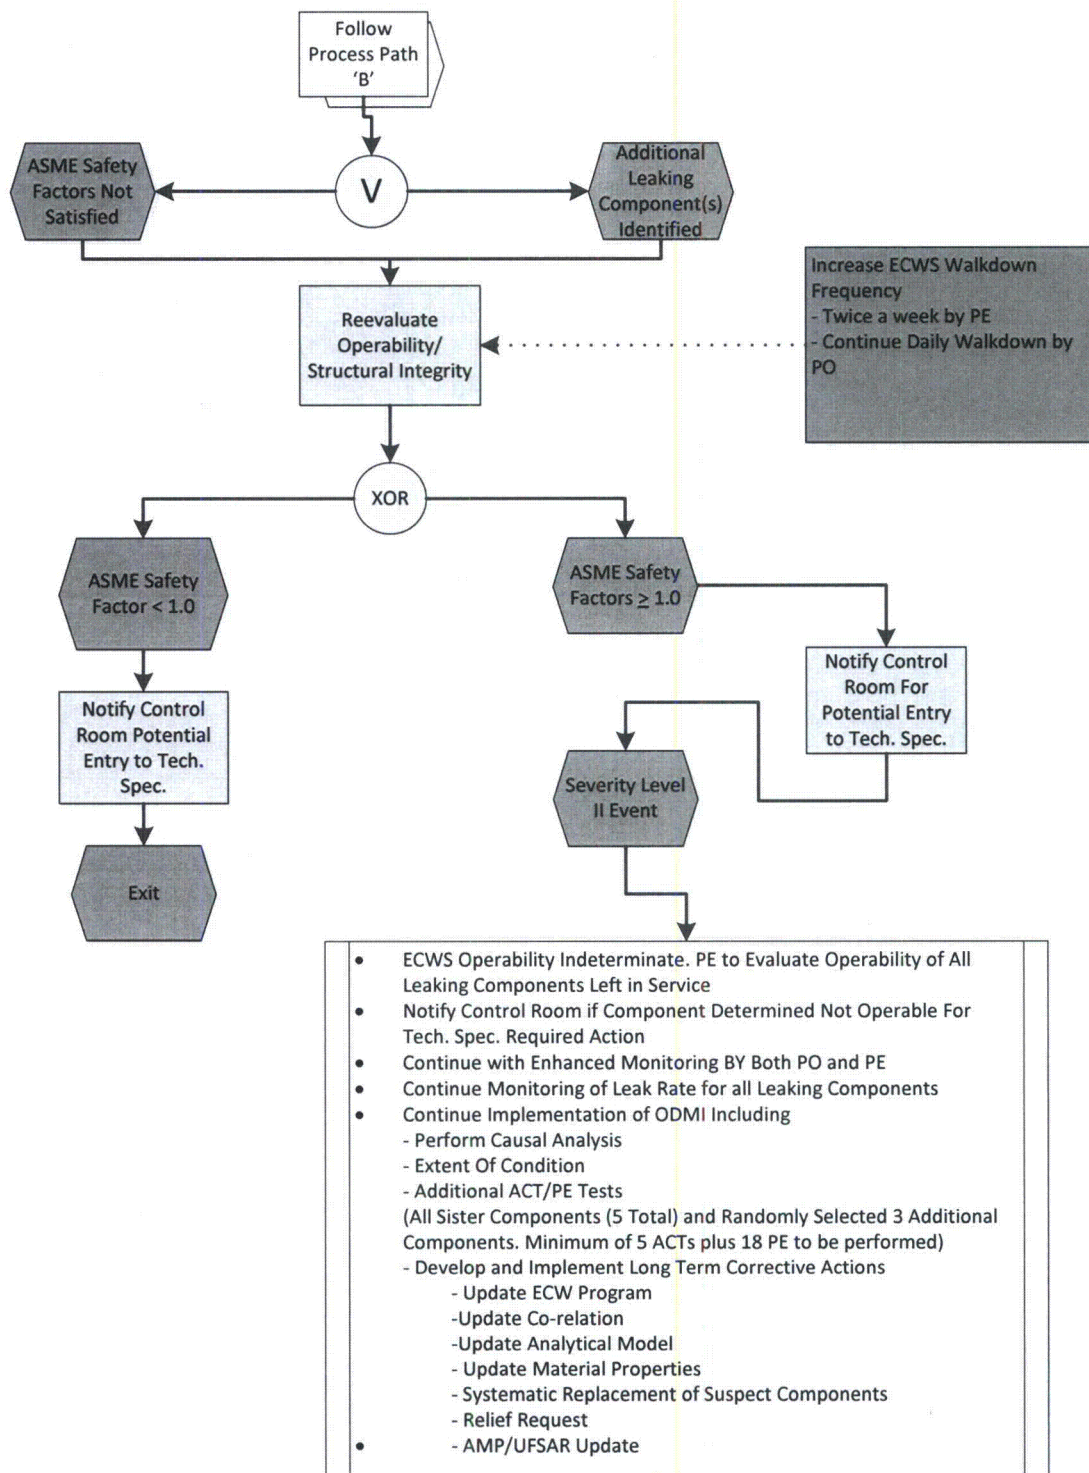 Follow
Process Path
‘B’
ASME Safety
Factors Not
Satisfied
V
Additional
Leaking
Component(s)
Identified
Increase ECWS Walkdown
Frequency
- Twice a week by PE
- Continue Daily Walkdown by
PO
Reevaluate
Operability/
Structural Integrity
XOR
ASME Safety
Factor < 1.0
ASME Safety
Factors ≥ 1.0
Notify Control
Room For
Potential Entry
to Tech. Spec.
Notify Control
Room Potential
Entry to Tech.
Spec.
Severity Level
II Event
Exit
• ECWS Operability Indeterminate. PE to Evaluate Operability of All
Leaking Components Left in Service
• Notify Control Room if Component Determined Not Operable For
Tech. Spec. Required Action
• Continue with Enhanced Monitoring BY Both PO and PE
• Continue Monitoring of Leak Rate for all Leaking Components
• Continue Implementation of ODMI Including
- Perform Causal Analysis
- Extent Of Condition
- Additional ACT/PE Tests
(All Sister Components (5 Total) and Randomly Selected 3 Additional
Components. Minimum of 5 ACTs plus 18 PE to be performed)
- Develop and Implement Long Term Corrective Actions
- Update ECW Program
-Update Co-relation
-Update Analytical Model
- Update Material Properties
- Systematic Replacement of Suspect Components
- Relief Request
• - AMP/UFSAR Update